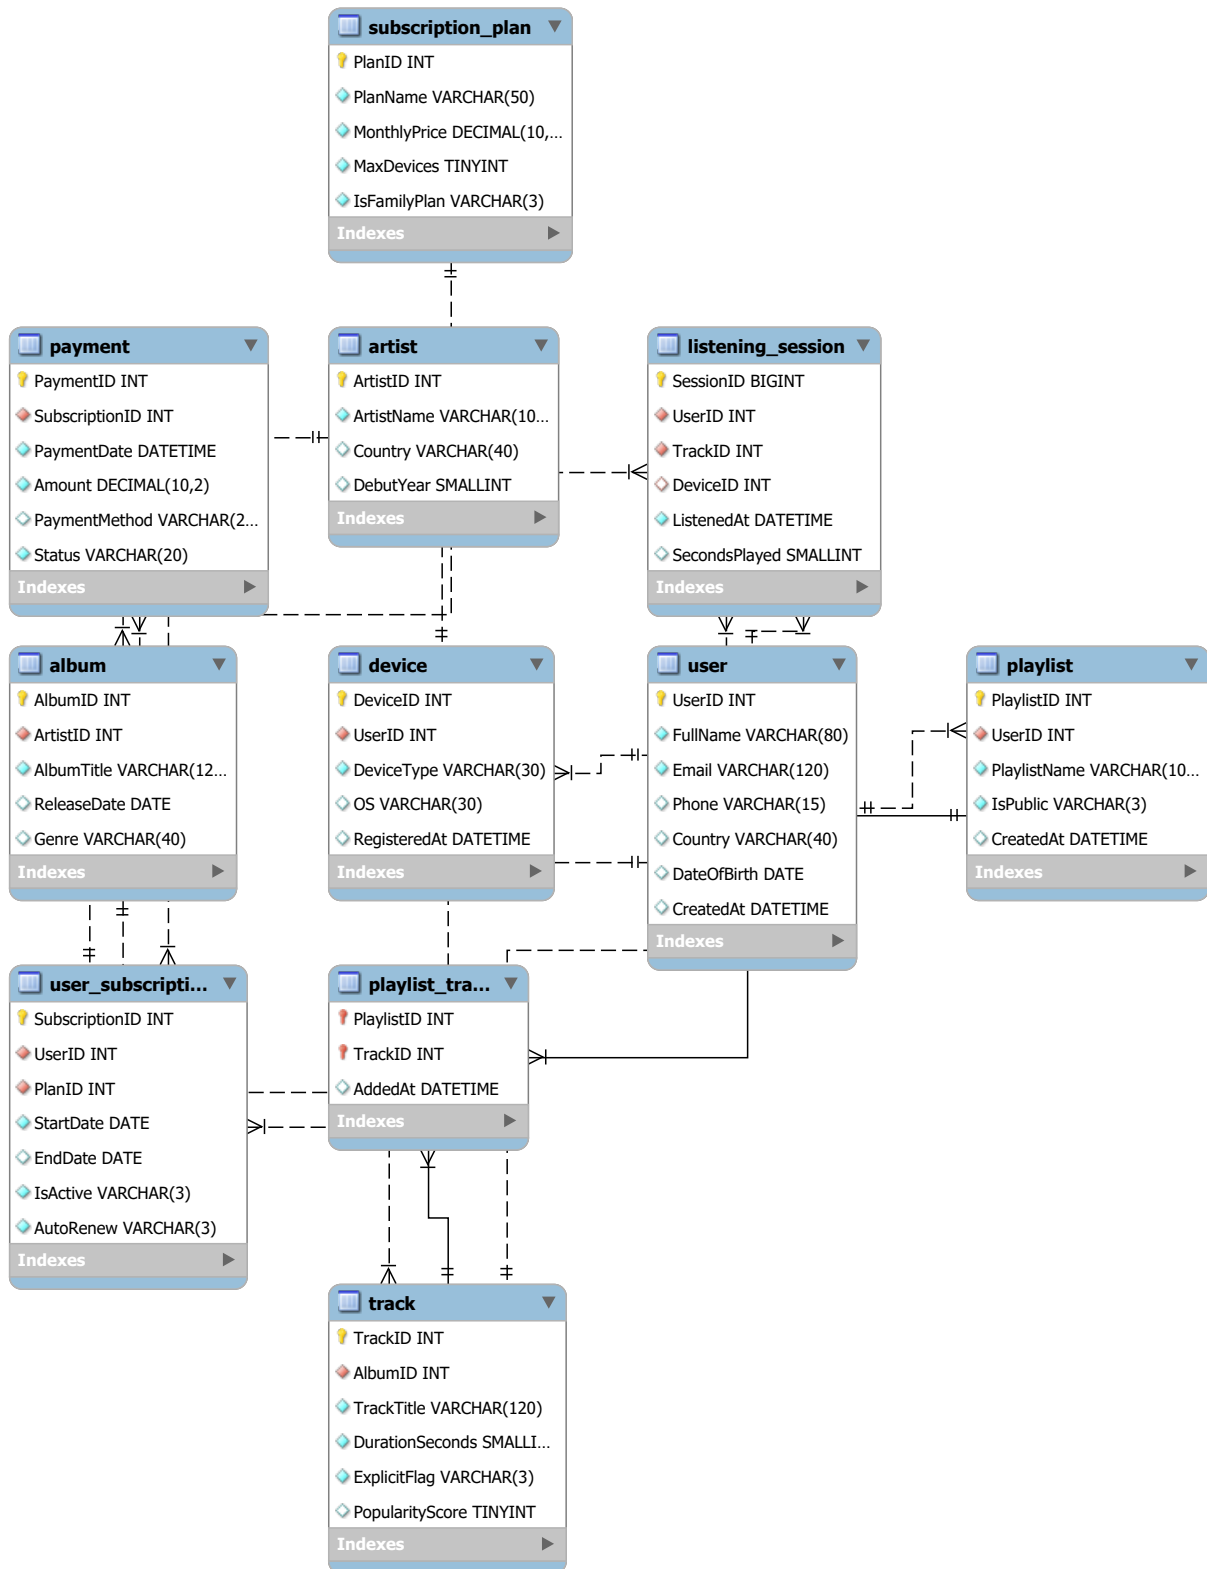 subscription_plan
PlanID INT
PlanName VARCHAR(50)
MonthlyPrice DECIMAL(10,...
MaxDevices TINYINT
IsFamilyPlan VARCHAR(3)
Indexes
payment
PaymentID INT
SubscriptionID INT
PaymentDate DATETIME
Amount DECIMAL(10,2)
PaymentMethod VARCHAR(2...
Status VARCHAR(20)
Indexes
artist
ArtistID INT
ArtistName VARCHAR(10...
Country VARCHAR(40)
DebutYear SMALLINT
Indexes
listening_session
SessionID BIGINT
UserID INT
TrackID INT
DeviceID INT
ListenedAt DATETIME
SecondsPlayed SMALLINT
Indexes
album
AlbumID INT
ArtistID INT
AlbumTitle VARCHAR(12...
ReleaseDate DATE
Genre VARCHAR(40)
Indexes
device
DeviceID INT
UserID INT
DeviceType VARCHAR(30)
OS VARCHAR(30)
RegisteredAt DATETIME
Indexes
user
UserID INT
FullName VARCHAR(80)
Email VARCHAR(120)
Phone VARCHAR(15)
Country VARCHAR(40)
DateOfBirth DATE
CreatedAt DATETIME
Indexes
playlist
PlaylistID INT
UserID INT
PlaylistName VARCHAR(10...
IsPublic VARCHAR(3)
CreatedAt DATETIME
Indexes
user_subscripti...
SubscriptionID INT
UserID INT
PlanID INT
StartDate DATE
EndDate DATE
IsActive VARCHAR(3)
AutoRenew VARCHAR(3)
Indexes
playlist_tra...
PlaylistID INT
TrackID INT
AddedAt DATETIME
Indexes
track
TrackID INT
AlbumID INT
TrackTitle VARCHAR(120)
DurationSeconds SMALLI...
ExplicitFlag VARCHAR(3)
PopularityScore TINYINT
Indexes